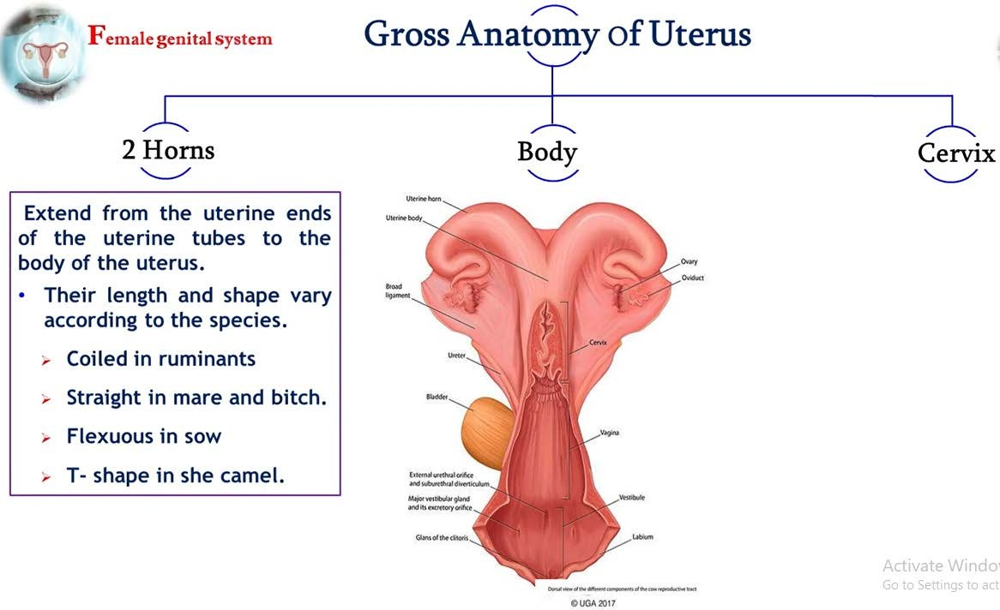 Female genital system
Gross Anatomy of Uterus
2 Horns
Body
Cervix
Extend from the uterine ends
of the uterine tubes to the
body of the uterus.
• Their length and shape vary
according to the species.
➢ Coiled in ruminants
➢ Straight in mare and bitch.
➢ Flexuous in sow
➢ T- shape in she camel.
Uterine horn
Uterine body
Broad
ligament
Ureter
Bladder
External urethral orifice
and suburethral diverticulum
Major vestibular gland
and its excretory orifice
Glans of the clitoris
Ovary
Oviduct
Cervix
Vagina
Vestibule
Labium
Dorsal view of the different components of the cow reproductive tract
© UGA 2017
Activate Windo
Go to Settings to act